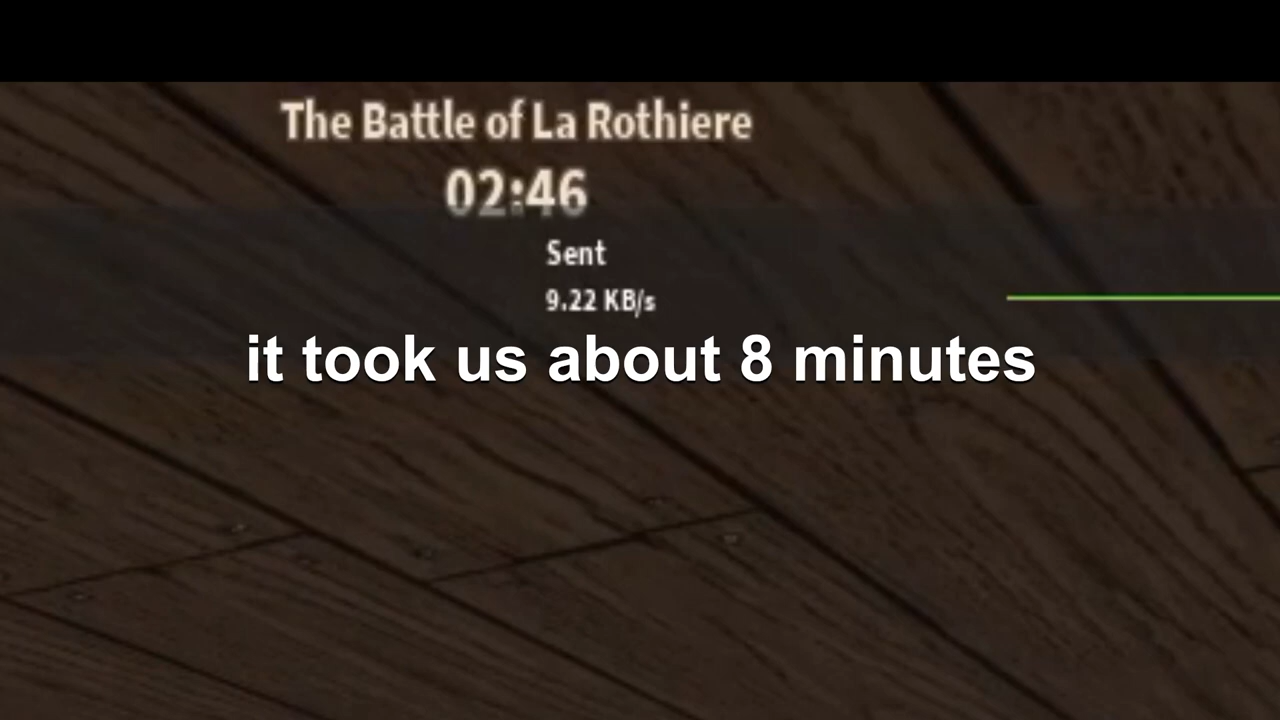 The Battle of La Rothiere
02:46
Sent
9.22 KB/s
it took us about 8 minutes